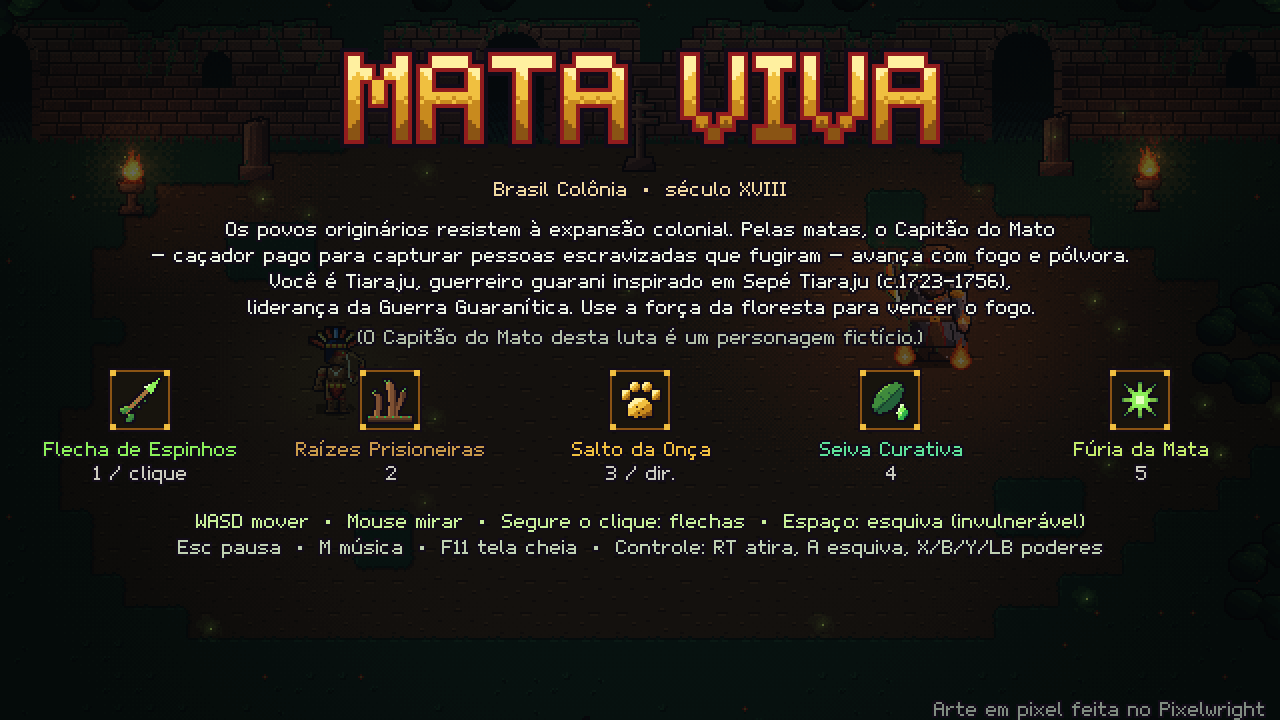 MATA VIVA
Brasil Colônia • século XVIII
Os povos originários resistem à expansão colonial. Pelas matas, o Capitão do Mato
— caçador pago para capturar pessoas escravizadas que fugiram — avança com fogo e pólvora.
Você é Tiaraju, guerreiro guarani inspirado em Sepé Tiaraju (c.1723–1756),
liderança da Guerra Guaranítica. Use a força da floresta para vencer o fogo.
(O Capitão do Mato desta luta é um personagem fictício.)
Flecha de Espinhos
1 / clique
Raízes Prisioneiras
2
Salto da Onça
3 / dir.
Seiva Curativa
4
Fúria da Mata
5
WASD mover • Mouse mirar • Segure o clique: flechas • Espaço: esquiva (invulnerável)
Esc pausa • M música • F11 tela cheia • Controle: RT atira, A esquiva, X/B/Y/LB poderes
Arte em pixel feita no Pixelwright